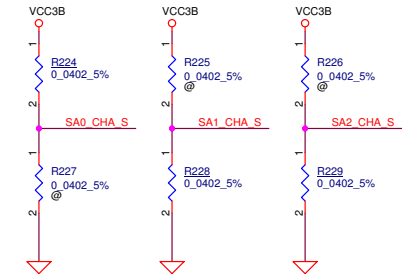 VCC3B
VCC3B
VCC3B
1
R224
0_0402_5%
2
1
R225
0_0402_5%
@
2
1
R226
0_0402_5%
@
2
SA0_CHA_S
SA1_CHA_S
SA2_CHA_S
1
R227
0_0402_5%
@
2
1
R228
0_0402_5%
2
1
R229
0_0402_5%
2